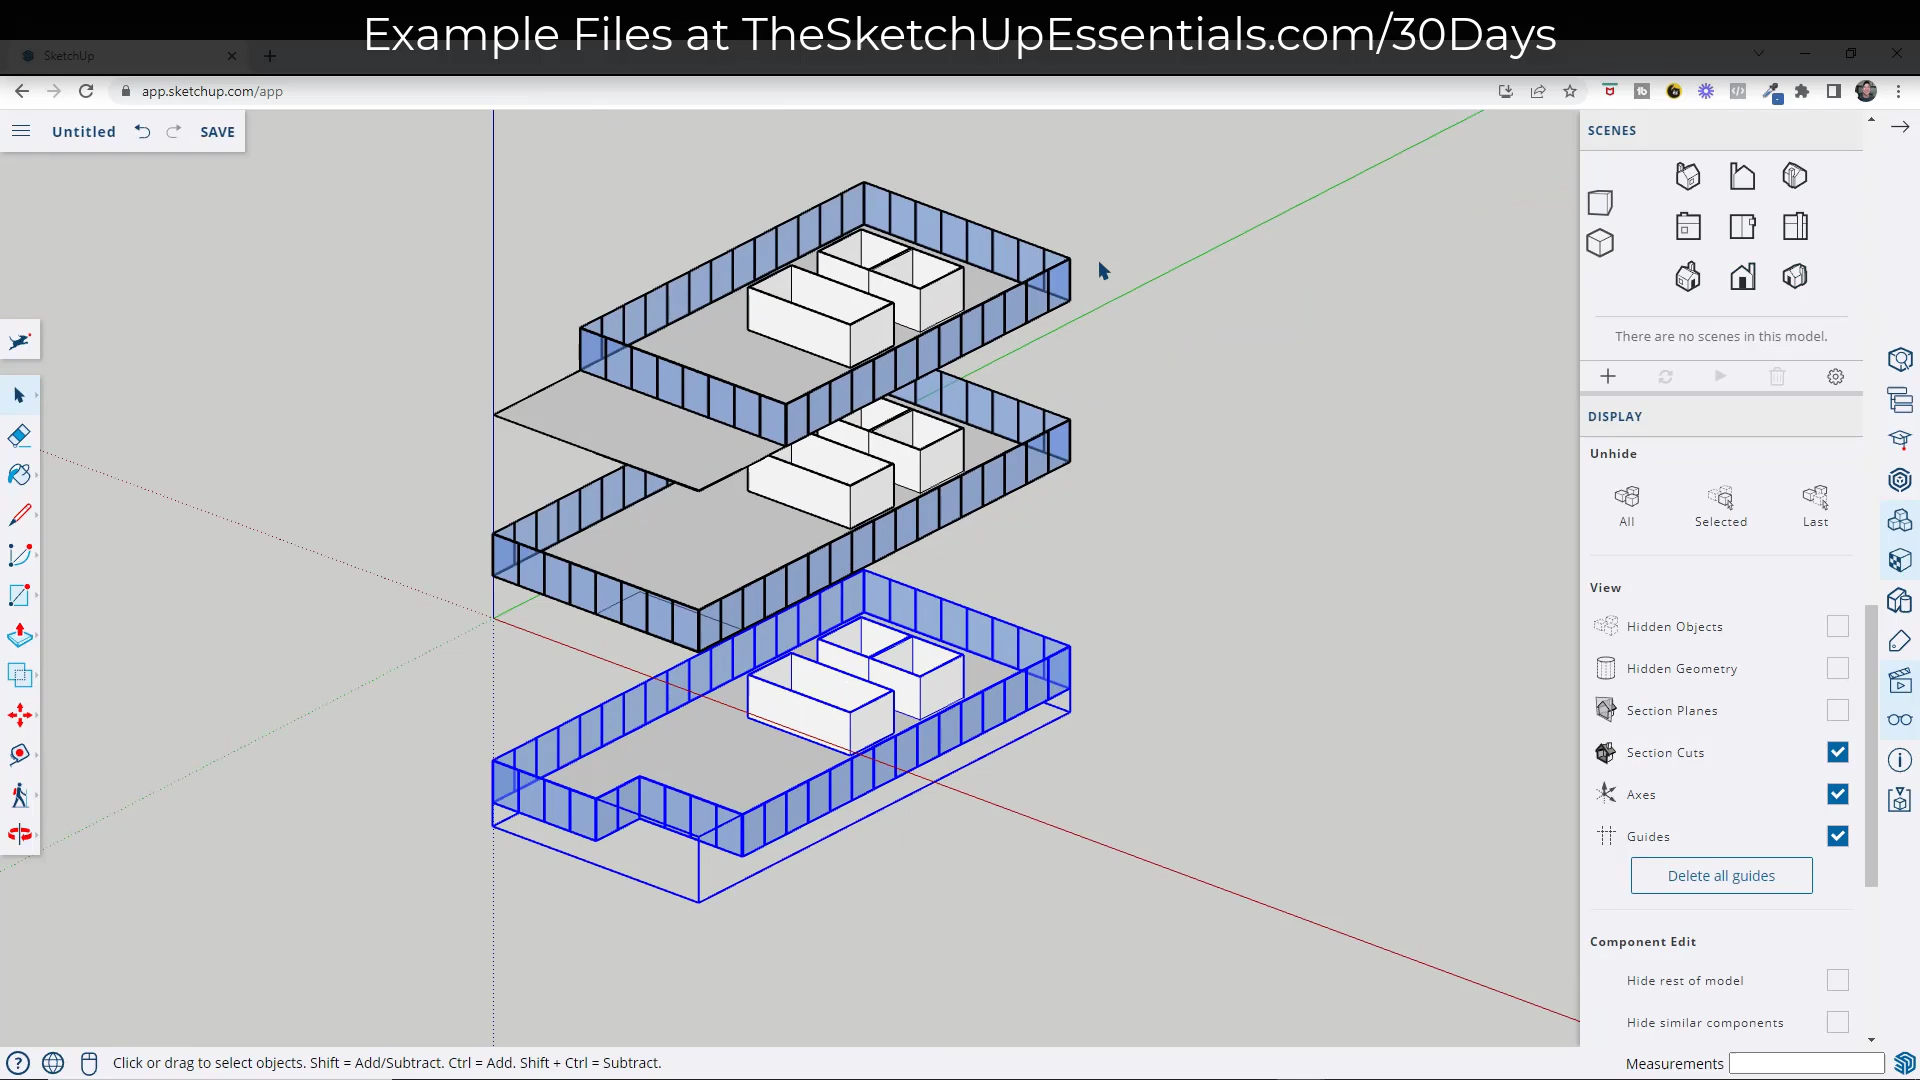 Example Files at TheSketchUpEssentials.com/30Days
SketchUp
app.sketchup.com/app
Untitled
SAVE
SCENES
There are no scenes in this model.
DISPLAY
Unhide
All
Selected
Last
View
Hidden Objects
Hidden Geometry
Section Planes
Section Cuts
Axes
Guides
Delete all guides
Component Edit
Hide rest of model
Hide similar components
Click or drag to select objects. Shift = Add/Subtract. Ctrl = Add. Shift + Ctrl = Subtract.
Measurements